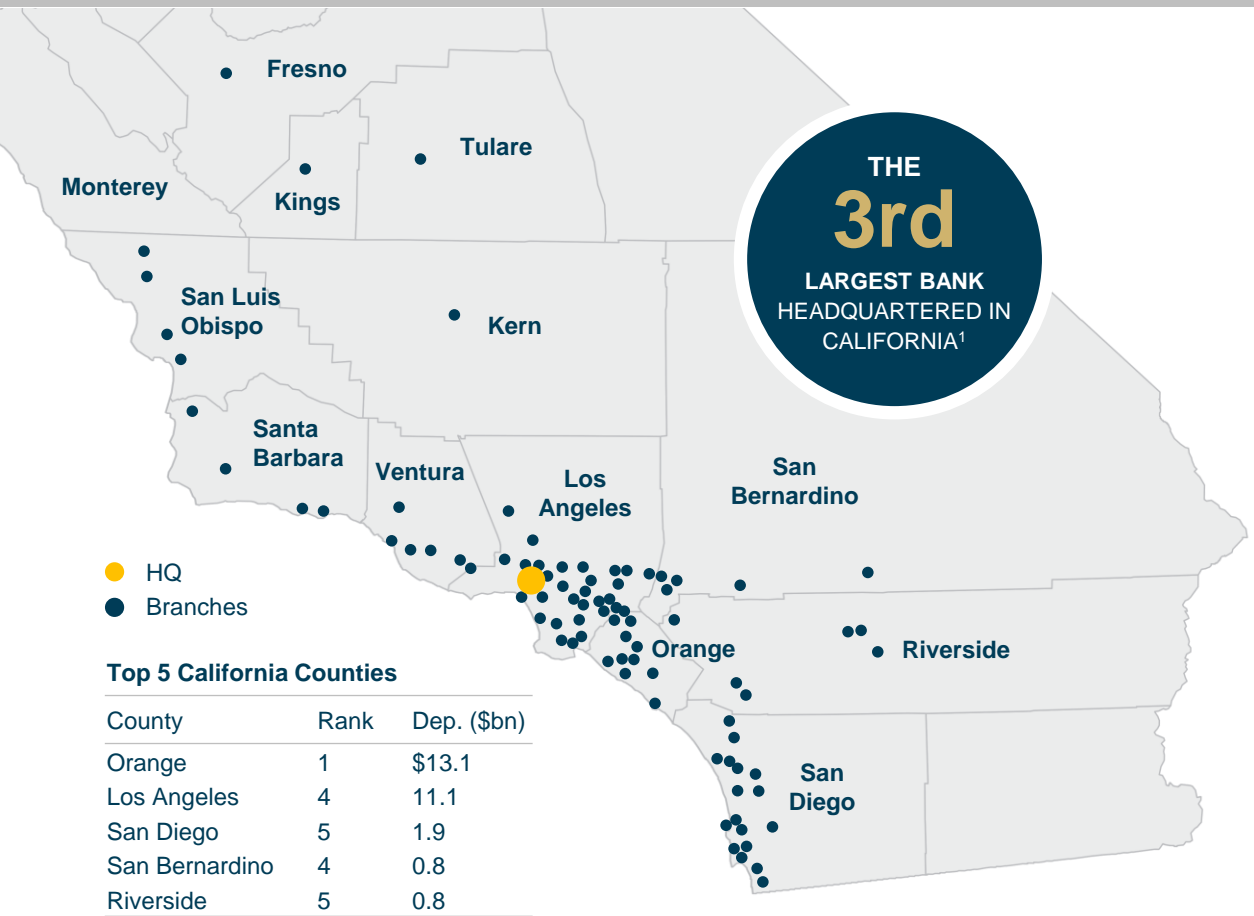 Fresno
Tulare
Monterey
Kings
THE
3rd
LARGEST BANK
HEADQUARTERED IN
CALIFORNIA¹
San Luis
Obispo
Kern
Santa
Barbara
Ventura
Los
Angeles
San
Bernardino
HQ
Branches
Orange
Riverside
San
Diego
Top 5 California Counties
County Rank Dep. ($bn)
Orange 1 $13.1
Los Angeles 4 11.1
San Diego 5 1.9
San Bernardino 4 0.8
Riverside 5 0.8